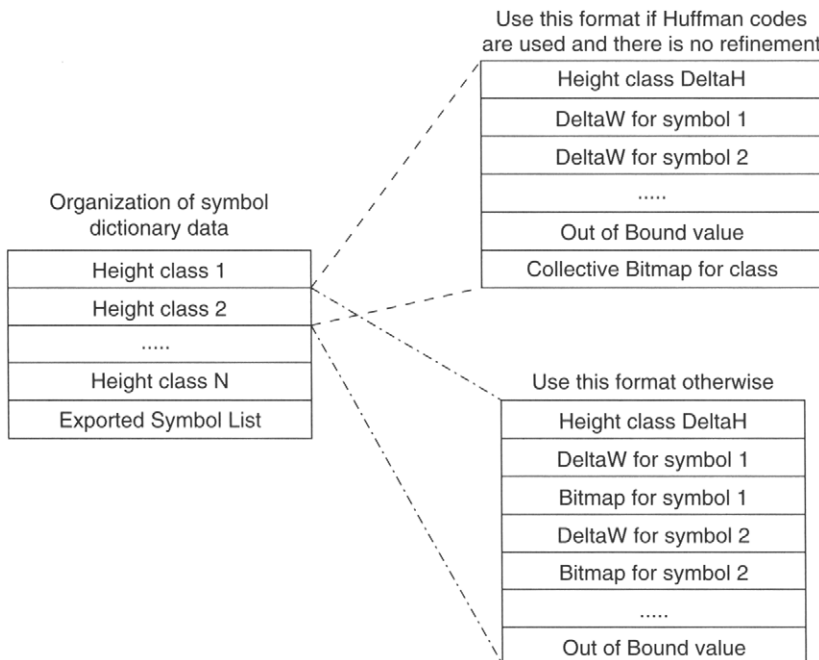 Use this format if Huffman codes
are used and there is no refinement
Height class DeltaH
DeltaW for symbol 1
DeltaW for symbol 2
.....
Out of Bound value
Collective Bitmap for class
Organization of symbol
dictionary data
Height class 1
Height class 2
.....
Height class N
Exported Symbol List
Use this format otherwise
Height class DeltaH
DeltaW for symbol 1
Bitmap for symbol 1
DeltaW for symbol 2
Bitmap for symbol 2
.....
Out of Bound value